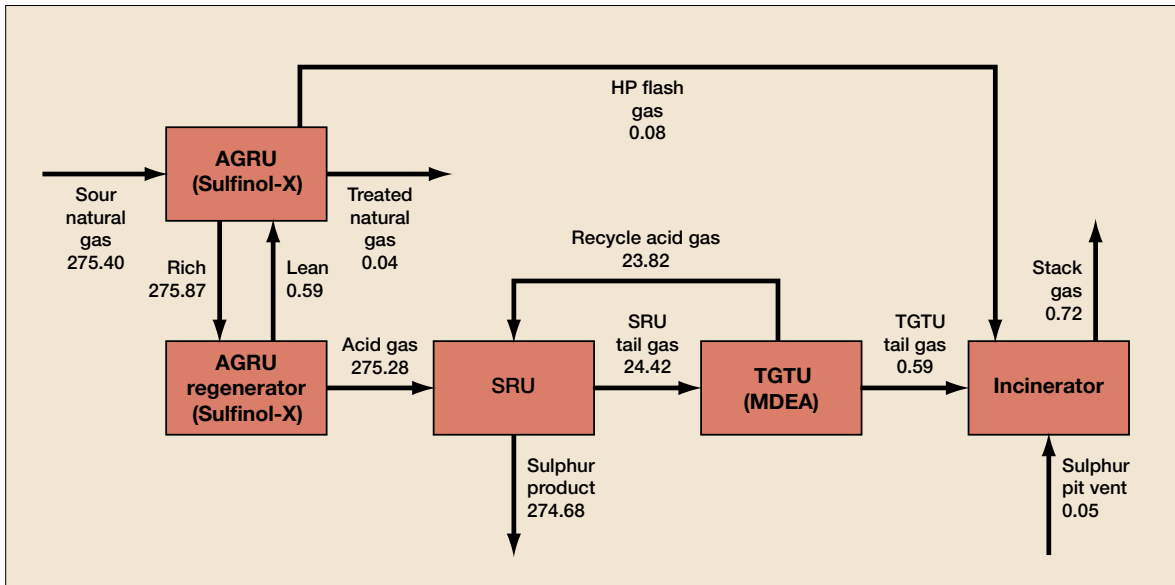 HP flash
gas
0.08
AGRU
(Sulfinol-X)
Sour
natural
gas
275.40
Treated
natural
gas
0.04
Rich
275.87
Lean
0.59
Recycle acid gas
23.82
Stack
gas
0.72
AGRU
regenerator
(Sulfinol-X)
Acid gas
275.28
SRU
SRU
tail gas
24.42
TGTU
(MDEA)
TGTU
tail gas
0.59
Incinerator
Sulphur
product
274.68
Sulphur
pit vent
0.05